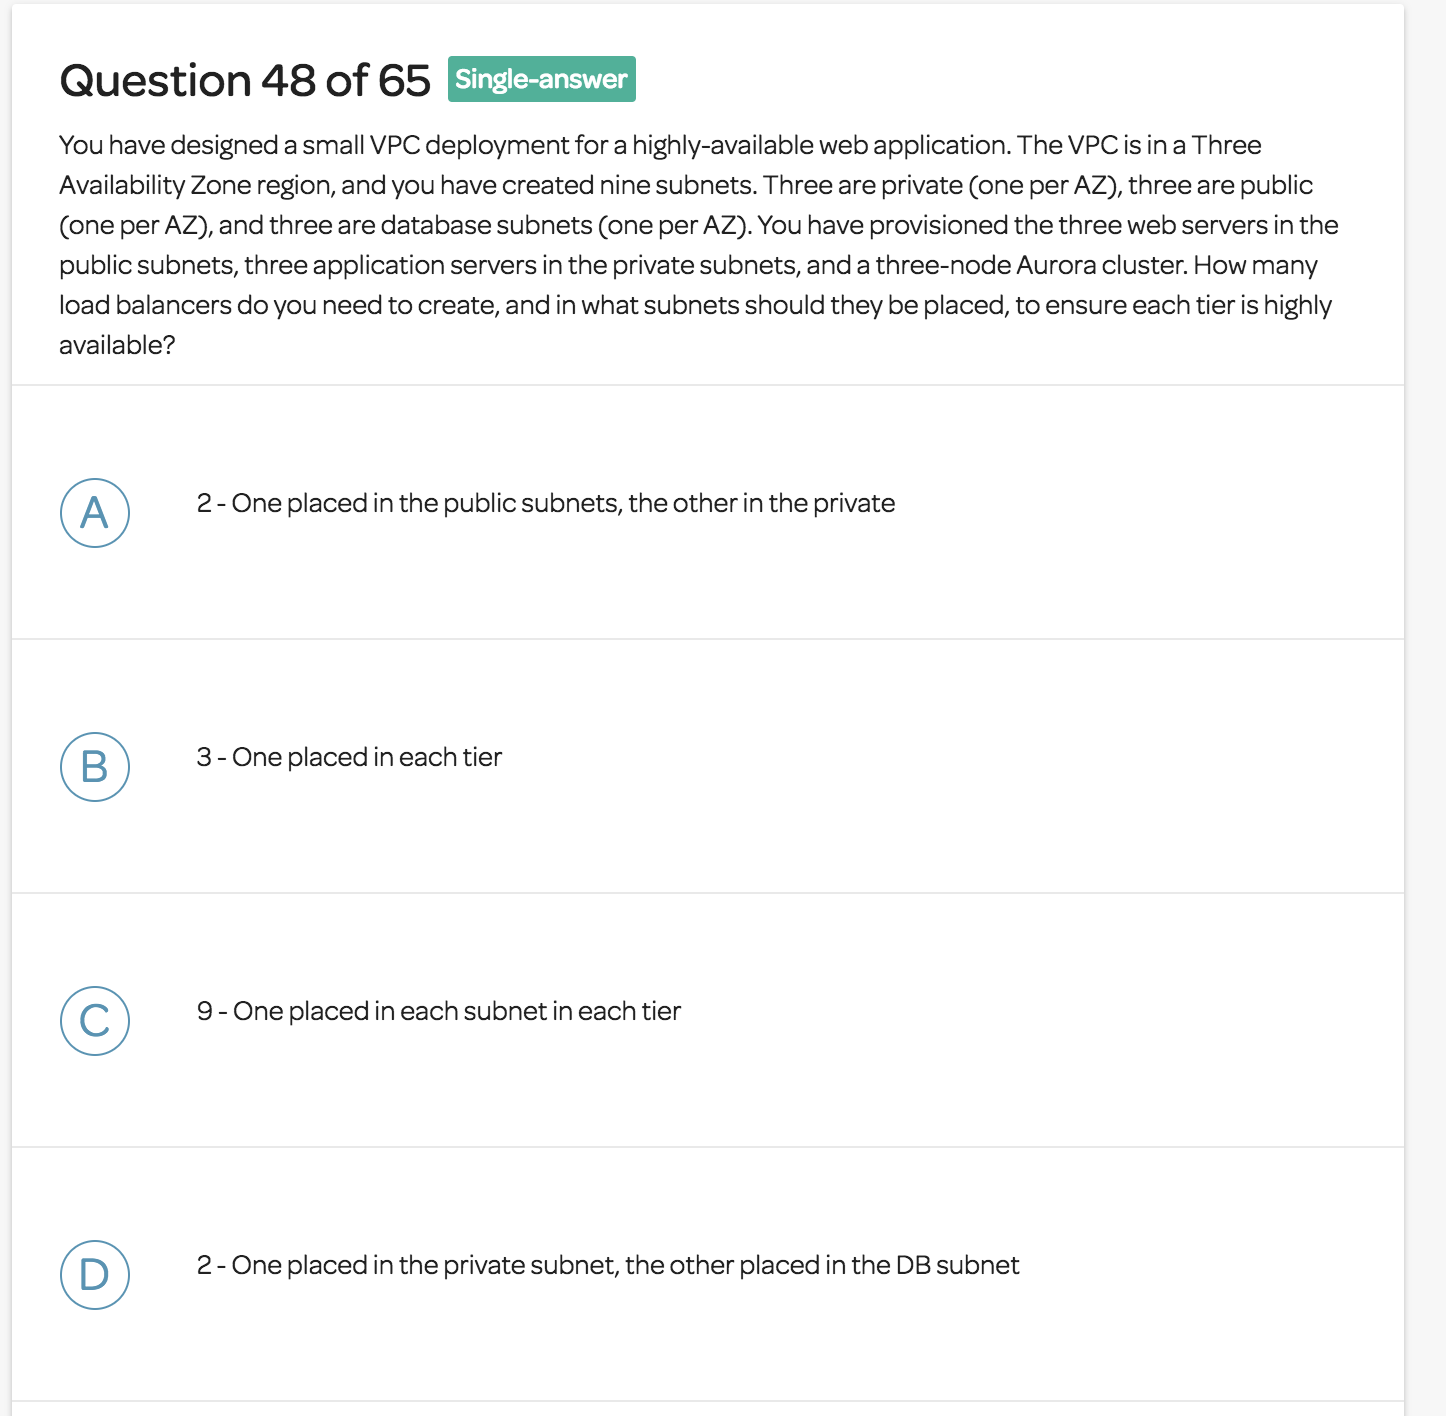 Question 48 of 65 Single-answer
You have designed a small VPC deployment for a highly-available web application. The VPC is in a Three
Availability Zone region, and you have created nine subnets. Three are private (one per AZ), three are public
(one per AZ), and three are database subnets (one per AZ). You have provisioned the three web servers in the
public subnets, three application servers in the private subnets, and a three-node Aurora cluster. How many
load balancers do you need to create, and in what subnets should they be placed, to ensure each tier is highly
available?
A 2 - One placed in the public subnets, the other in the private
B 3 - One placed in each tier
C 9 - One placed in each subnet in each tier
D 2 - One placed in the private subnet, the other placed in the DB subnet